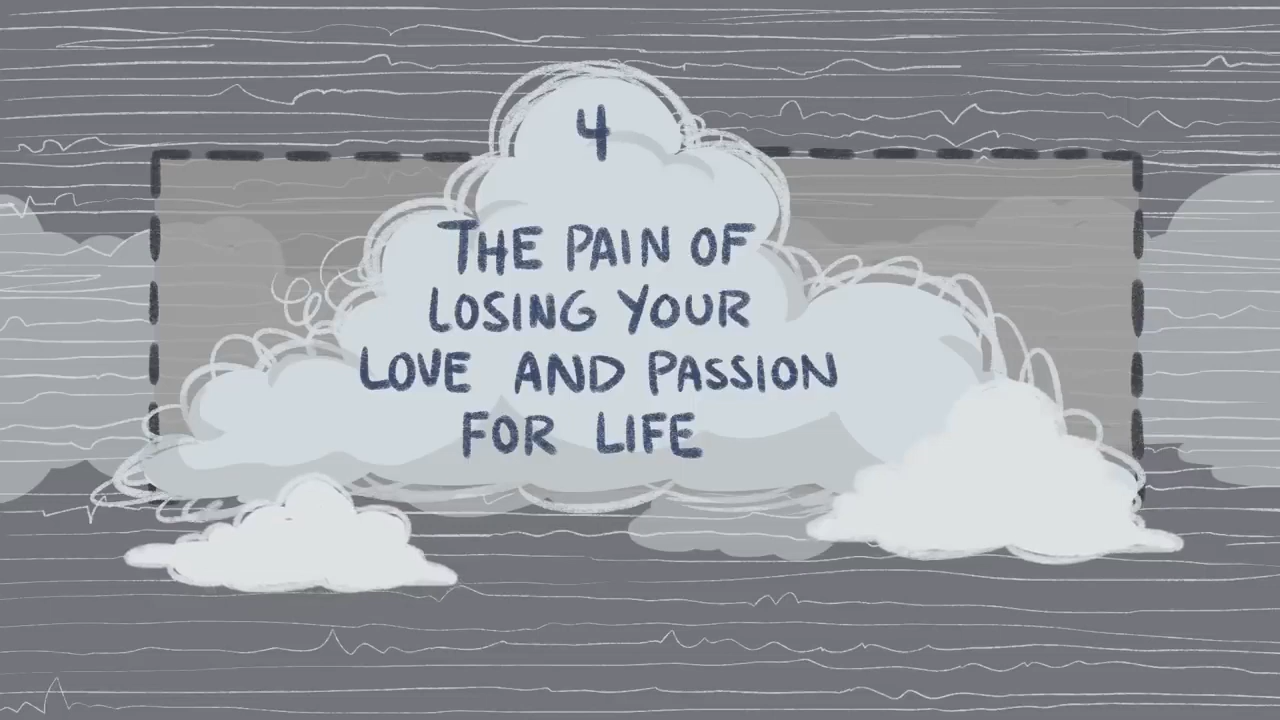 4
THE PAIN OF
LOSING YOUR
LOVE AND PASSION
FOR LIFE